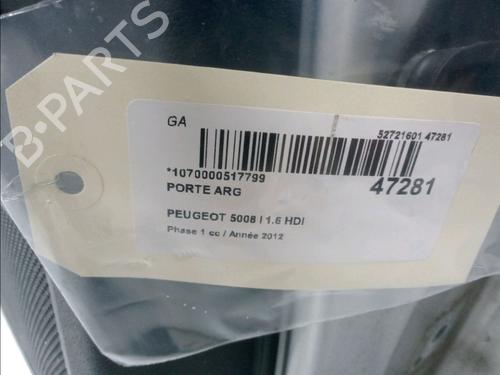 B-PARTS
GA
52721601 47281
*1070000517799
47281
PORTE ARG
PEUGEOT 5008 I 1.6 HDI
Phase 1 cc / Année 2012